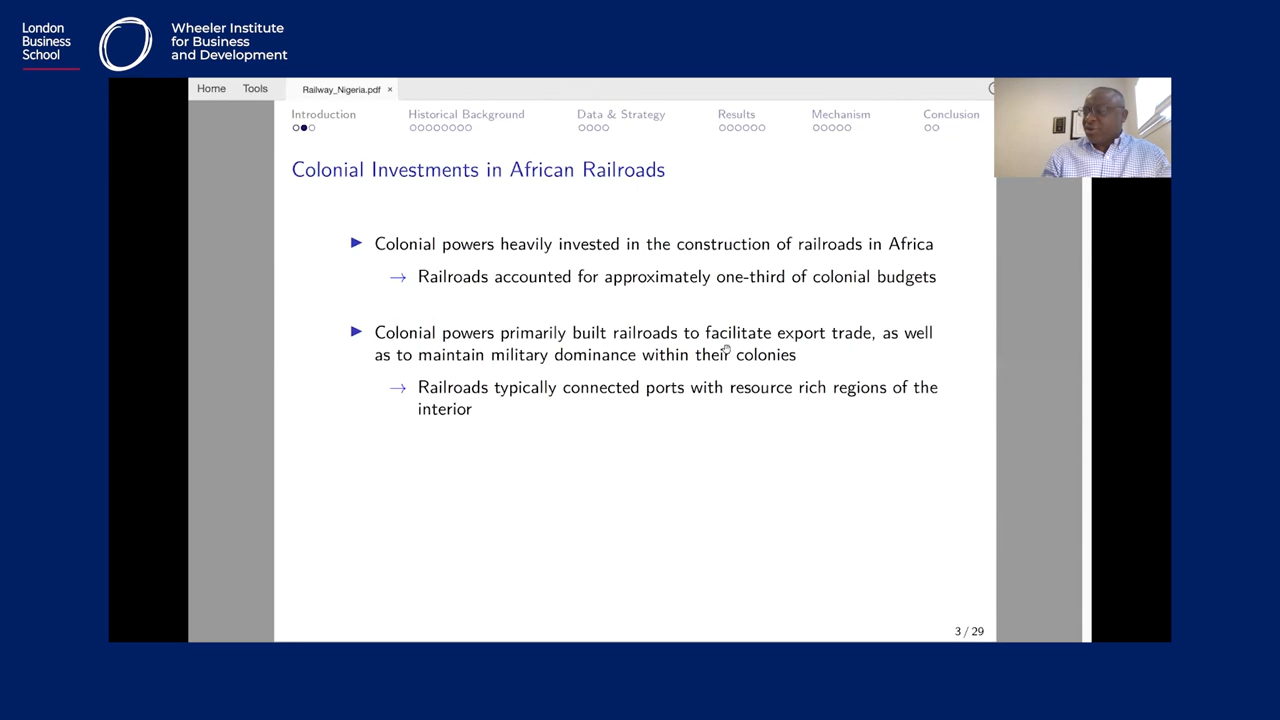 London
Business
School
Wheeler Institute
for Business
and Development
Home Tools Railway_Nigeria.pdf ×
Introduction Historical Background Data & Strategy Results Mechanism Conclusion
Colonial Investments in African Railroads
▶ Colonial powers heavily invested in the construction of railroads in Africa
→ Railroads accounted for approximately one-third of colonial budgets
▶ Colonial powers primarily built railroads to facilitate export trade, as well
as to maintain military dominance within their colonies
→ Railroads typically connected ports with resource rich regions of the
interior
3 / 29